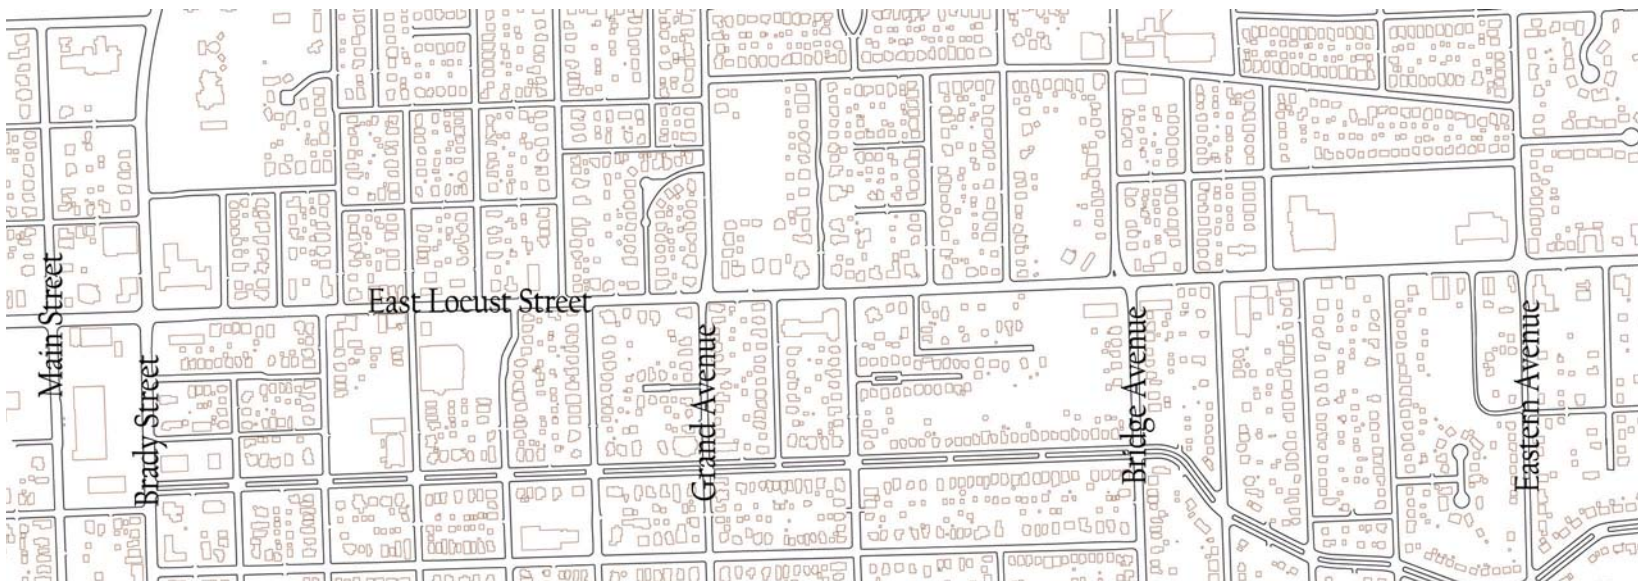 Main Street
Brady Street
East Locust Street
Grand Avenue
Bridge Avenue
Eastern Avenue